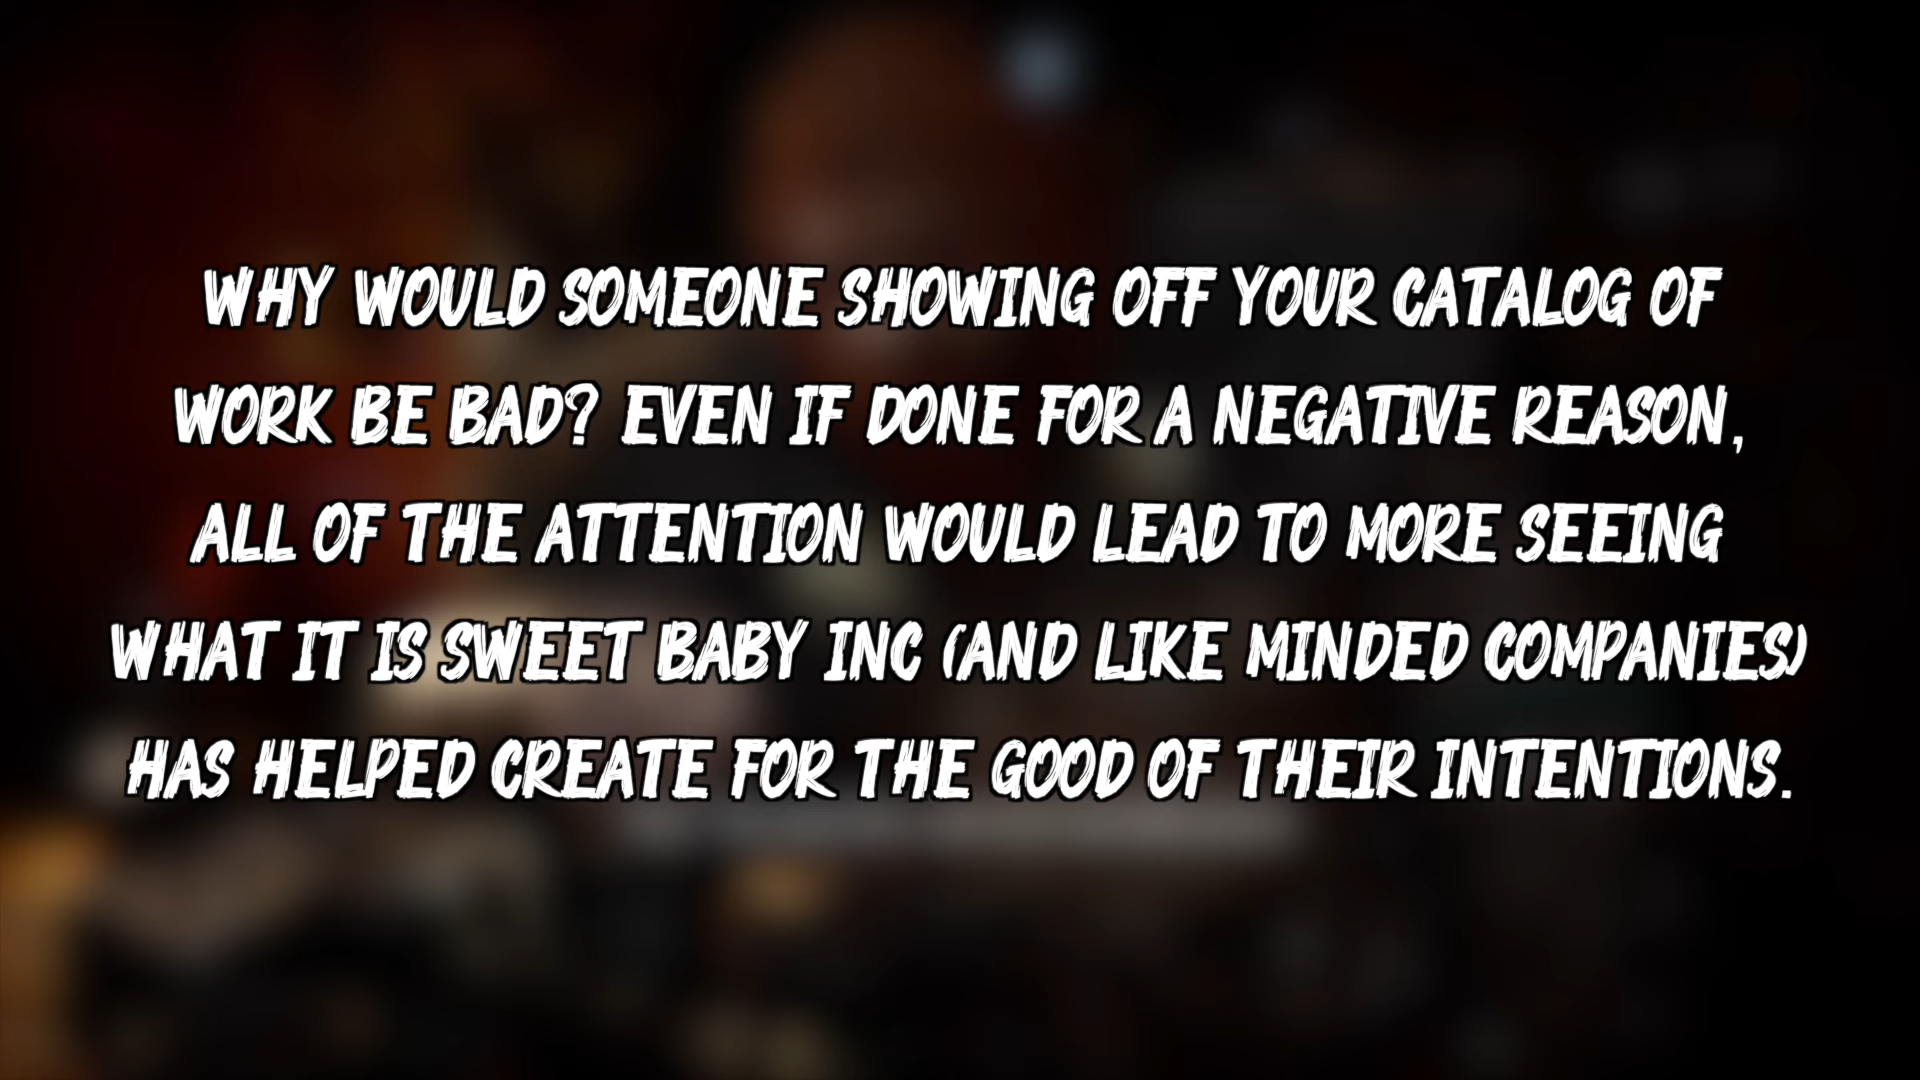 WHY WOULD SOMEONE SHOWING OFF YOUR CATALOG OF
WORK BE BAD? EVEN IF DONE FOR A NEGATIVE REASON,
ALL OF THE ATTENTION WOULD LEAD TO MORE SEEING
WHAT IT IS SWEET BABY INC (AND LIKE MINDED COMPANIES)
HAS HELPED CREATE FOR THE GOOD OF THEIR INTENTIONS.